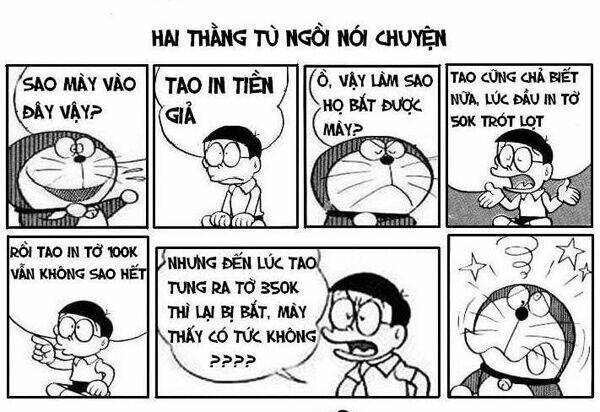 HAI THẰNG TÙ NGỒI NÓI CHUYỆN
SAO MÀY VÀO
ĐÂY VẬY?
TAO IN TIỀN
GIẢ
Ồ, VẬY LÀM SAO
HỌ BẮT ĐƯỢC
MÀY?
TAO CŨNG CHẢ BIẾT
NỮA, LÚC ĐẦU IN TỜ
50K TRÓT LỌT
RỒI TAO IN TỜ 100K
VẪN KHÔNG SAO HẾT
NHƯNG ĐẾN LÚC TAO
TUNG RA TỜ 350K
THÌ LẠI BỊ BẮT, MÀY
THẤY CÓ TỨC KHÔNG
????